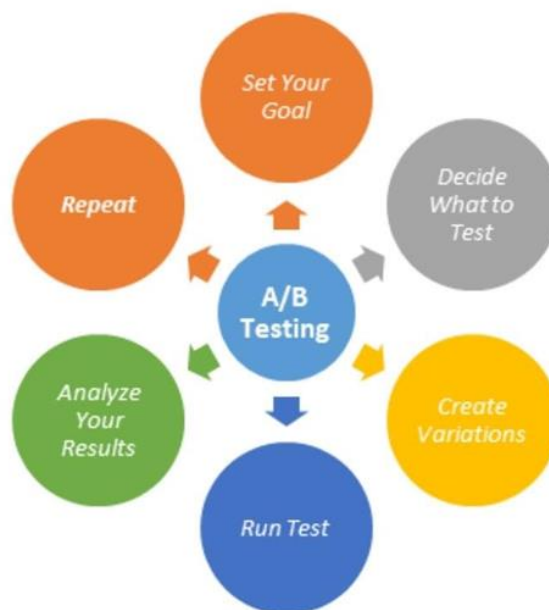 Set Your
Goal
Decide
What to
Test
Create
Variations
Run Test
Analyze
Your
Results
Repeat
A/B
Testing